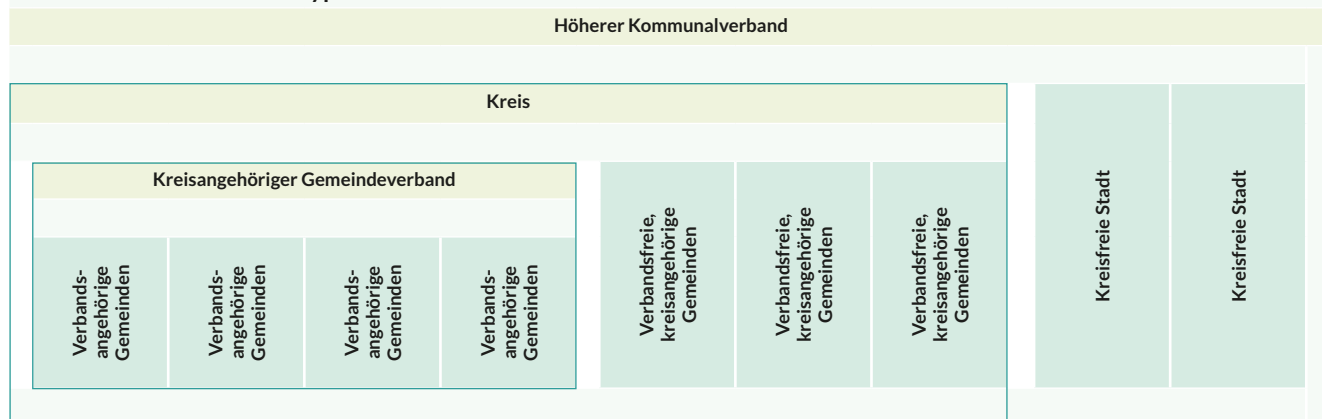 Höherer Kommunalverband
Kreis
Kreisangehöriger Gemeindeverband
Verbands-
angehörige
Gemeinden
Verbands-
angehörige
Gemeinden
Verbands-
angehörige
Gemeinden
Verbands-
angehörige
Gemeinden
Verbandsfreie,
kreisangehörige
Gemeinden
Verbandsfreie,
kreisangehörige
Gemeinden
Verbandsfreie,
kreisangehörige
Gemeinden
Kreisfreie Stadt
Kreisfreie Stadt